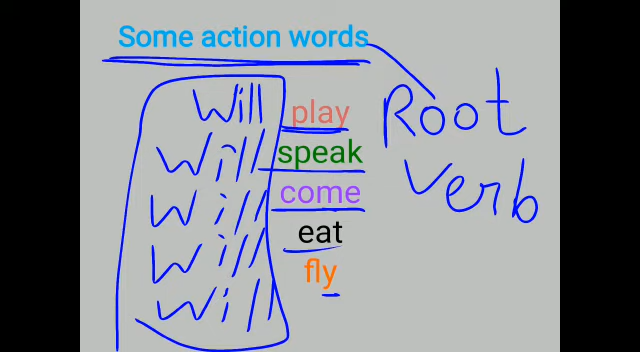 Some action words
Will play
Will speak
Will come
Will eat
Will fly
Root
verb